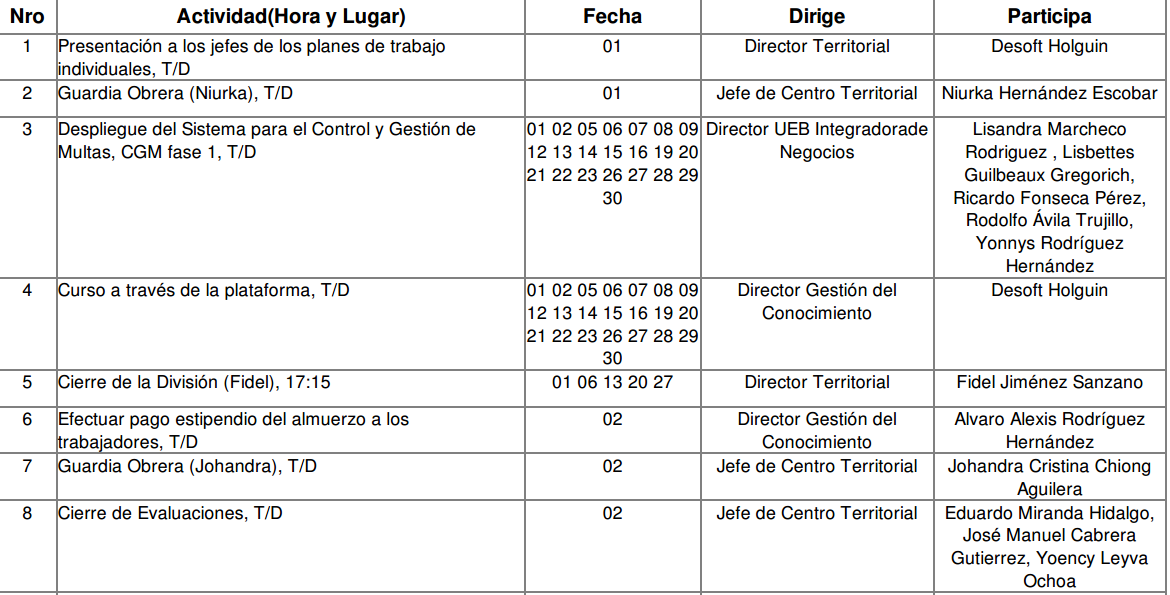 Nro Actividad(Hora y Lugar) Fecha Dirige Participa
1 Presentación a los jefes de los planes de trabajo 01 Director Territorial Desoft Holguin
individuales, T/D
2 Guardia Obrera (Niurka), T/D 01 Jefe de Centro Territorial Niurka Hernández Escobar
3 Despliegue del Sistema para el Control y Gestión de 01 02 05 06 07 08 09 Director UEB Integradorade Lisandra Marcheco
Multas, CGM fase 1, T/D 12 13 14 15 16 19 20 Negocios Rodriguez , Lisbettes
21 22 23 26 27 28 29 Guilbeaux Gregorich,
30 Ricardo Fonseca Pérez,
Rodolfo Ávila Trujillo,
Yonnys Rodríguez
Hernández
4 Curso a través de la plataforma, T/D 01 02 05 06 07 08 09 Director Gestión del Desoft Holguin
12 13 14 15 16 19 20 Conocimiento
21 22 23 26 27 28 29
30
5 Cierre de la División (Fidel), 17:15 01 06 13 20 27 Director Territorial Fidel Jiménez Sanzano
6 Efectuar pago estipendio del almuerzo a los 02 Director Gestión del Alvaro Alexis Rodríguez
trabajadores, T/D Conocimiento Hernández
7 Guardia Obrera (Johandra), T/D 02 Jefe de Centro Territorial Johandra Cristina Chiong
Aguilera
8 Cierre de Evaluaciones, T/D 02 Jefe de Centro Territorial Eduardo Miranda Hidalgo,
José Manuel Cabrera
Gutierrez, Yoency Leyva
Ochoa